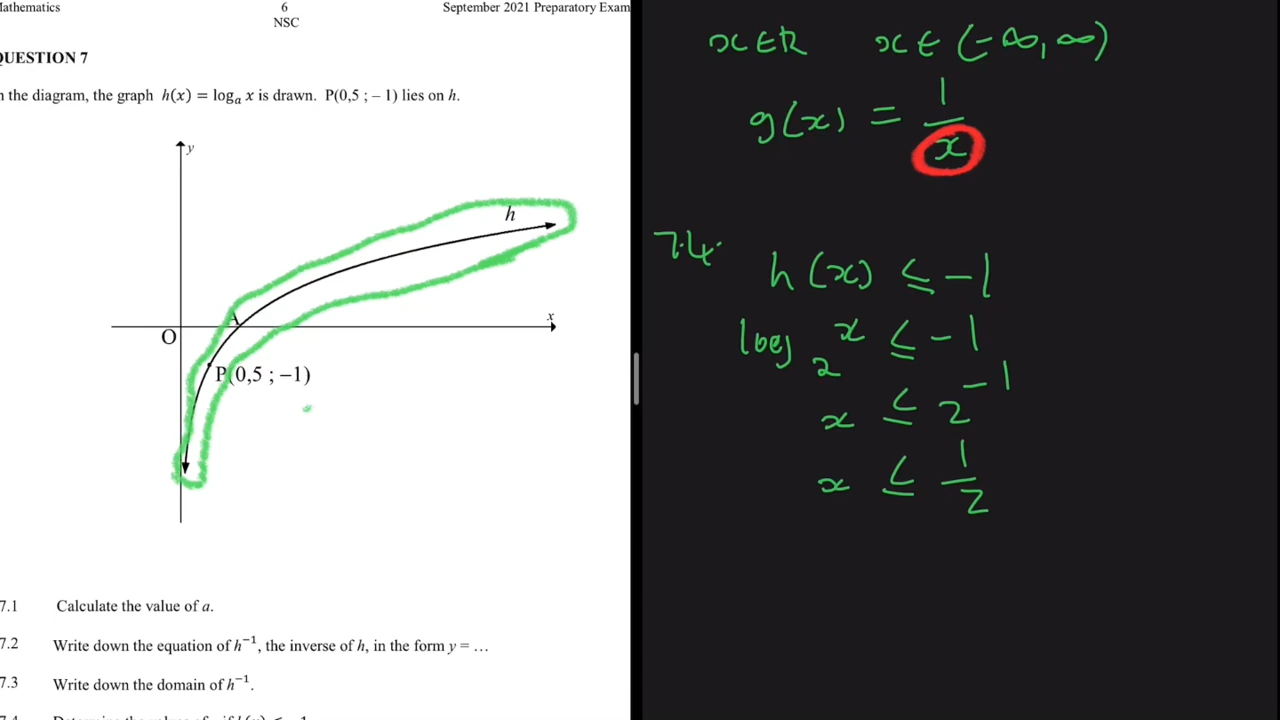 Mathematics 6 September 2021 Preparatory Exam
NSC
QUESTION 7
n the diagram, the graph h(x) = logₐ x is drawn. P(0,5 ; – 1) lies on h.
y
h
A
x
O
P(0,5 ; −1)
7.1 Calculate the value of a.
7.2 Write down the equation of h⁻¹, the inverse of h, in the form y = …
7.3 Write down the domain of h⁻¹.
x∈ℝ x∈ (-∞, ∞)
g(x) = 1/x
7.4.
h(x) ≤ -1
log₂ x ≤ -1
x ≤ 2⁻¹
x ≤ 1/2